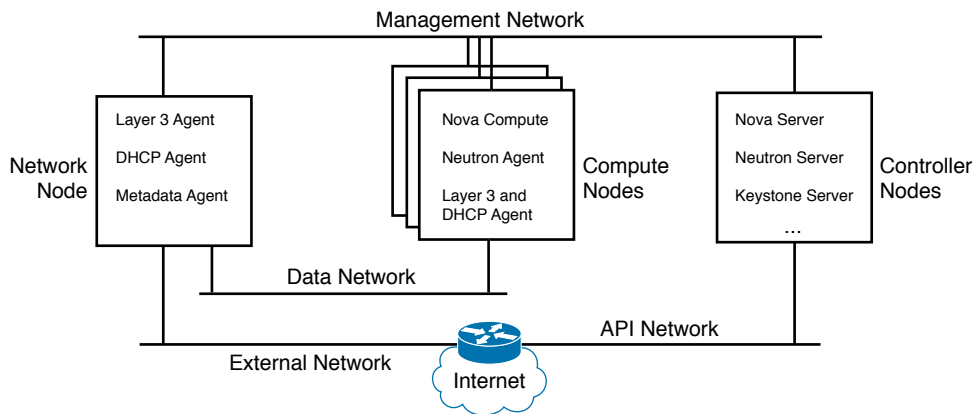 Management Network
Network
Node
Layer 3 Agent
DHCP Agent
Metadata Agent
Nova Compute
Neutron Agent
Layer 3 and
DHCP Agent
Compute
Nodes
Nova Server
Neutron Server
Keystone Server
...
Controller
Nodes
Data Network
API Network
External Network
Internet